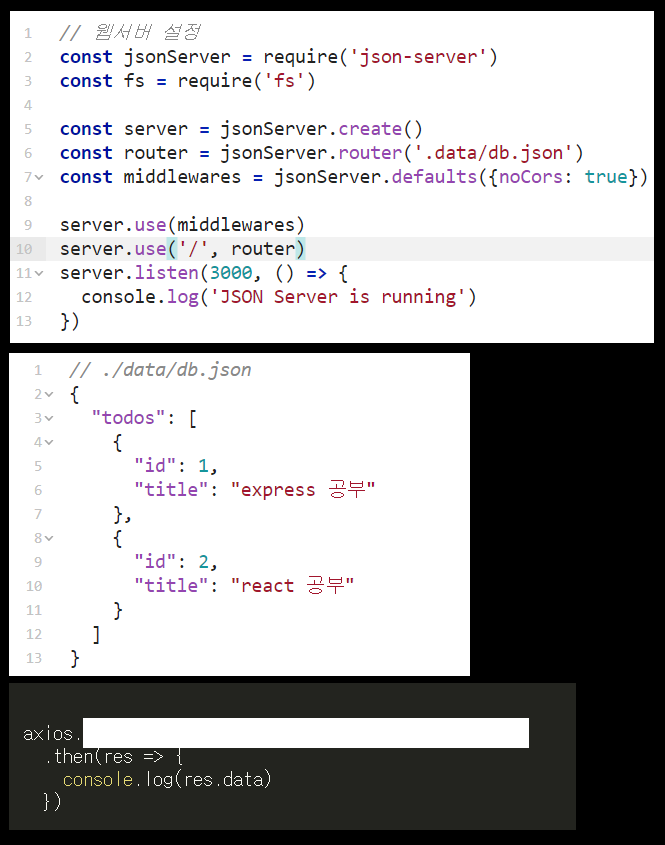 1 // 웹서버 설정
2 const jsonServer = require('json-server')
3 const fs = require('fs')
4
5 const server = jsonServer.create()
6 const router = jsonServer.router('.data/db.json')
7 const middlewares = jsonServer.defaults({noCors: true})
8
9 server.use(middlewares)
10 server.use('/', router)
11 server.listen(3000, () => {
12 console.log('JSON Server is running')
13 })
1 // ./data/db.json
2 {
3 "todos": [
4 {
5 "id": 1,
6 "title": "express 공부"
7 },
8 {
9 "id": 2,
10 "title": "react 공부"
11 }
12 ]
13 }
axios.
.then(res => {
console.log(res.data)
})